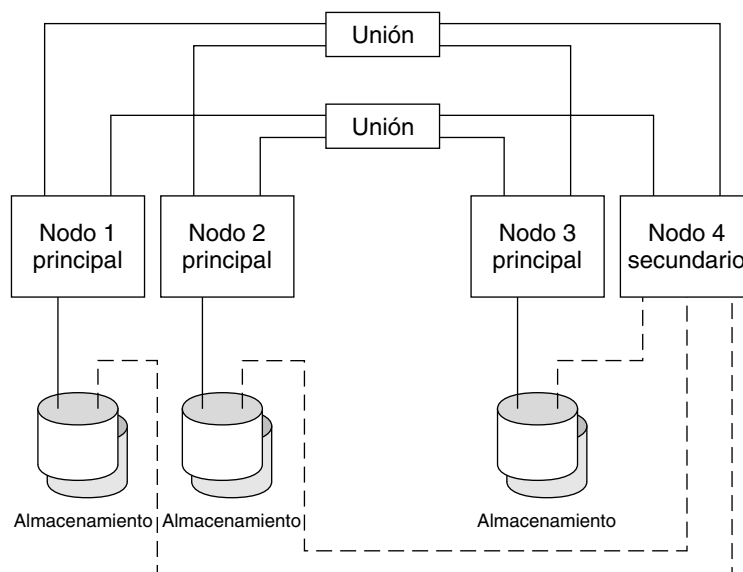 Unión
Unión
Nodo 1
principal
Nodo 2
principal
Nodo 3
principal
Nodo 4
secundario
Almacenamiento
Almacenamiento
Almacenamiento